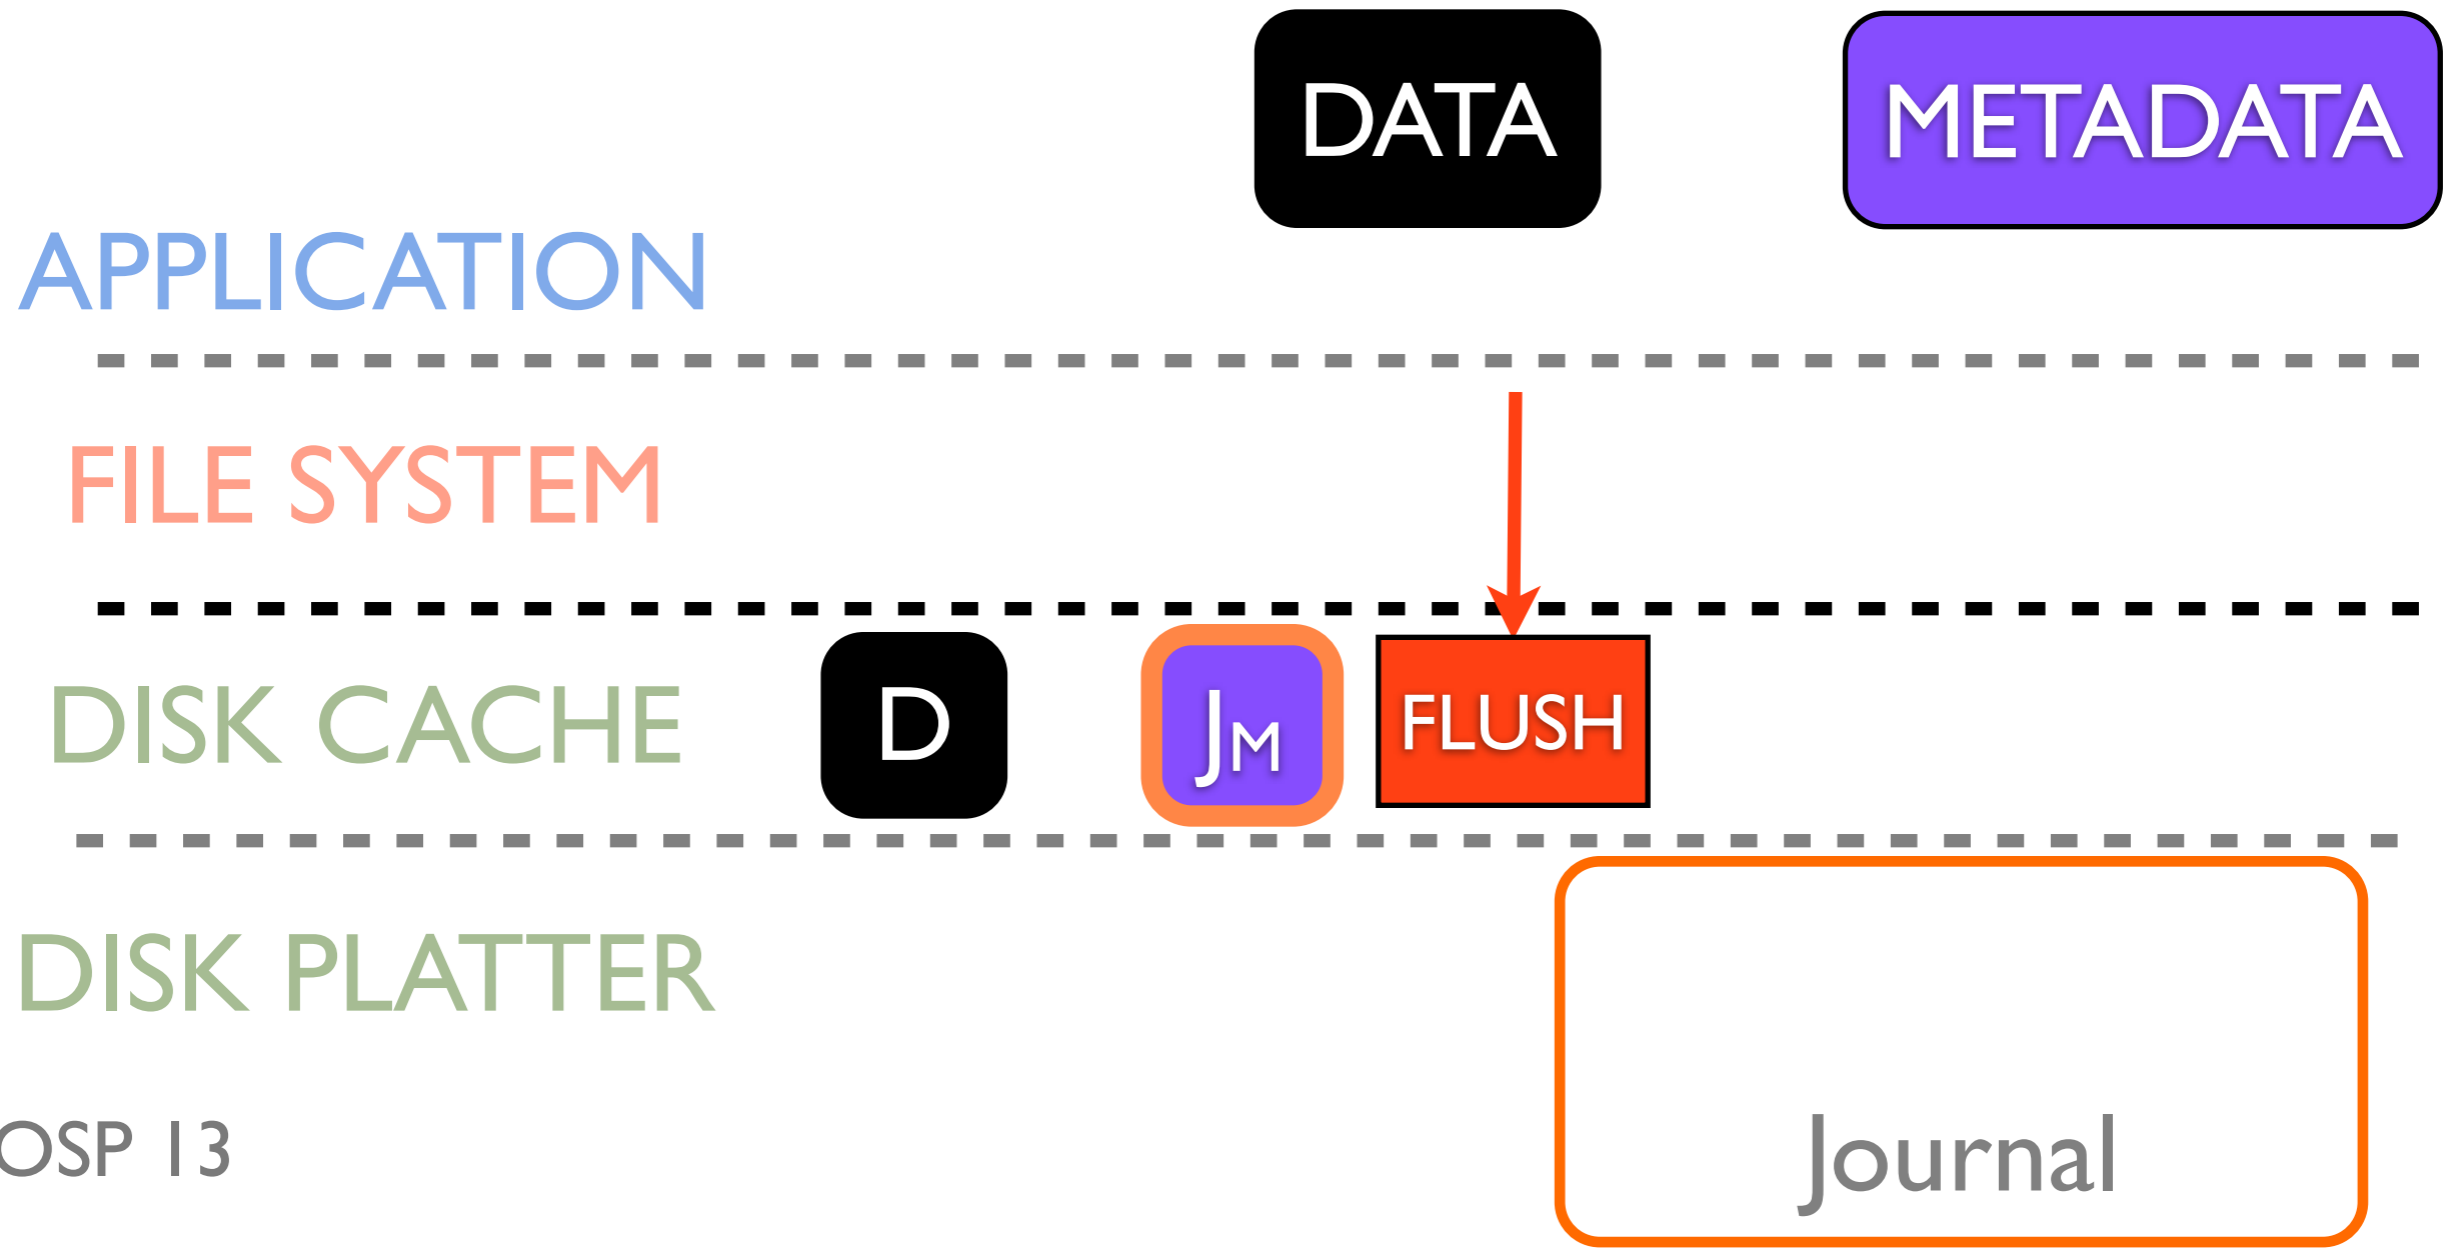 DATA METADATA
APPLICATION
FILE SYSTEM
DISK CACHE D JM FLUSH
DISK PLATTER
OSP 13
Journal